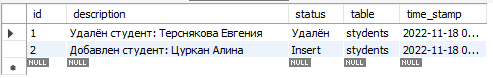 id description status table time_stamp
1 Удалён студент: Терснякова Евгения Удалён stydents 2022-11-18 0...
2 Добавлен студент: Цуркан Алина Insert stydents 2022-11-18 0...
NULL NULL NULL NULL NULL